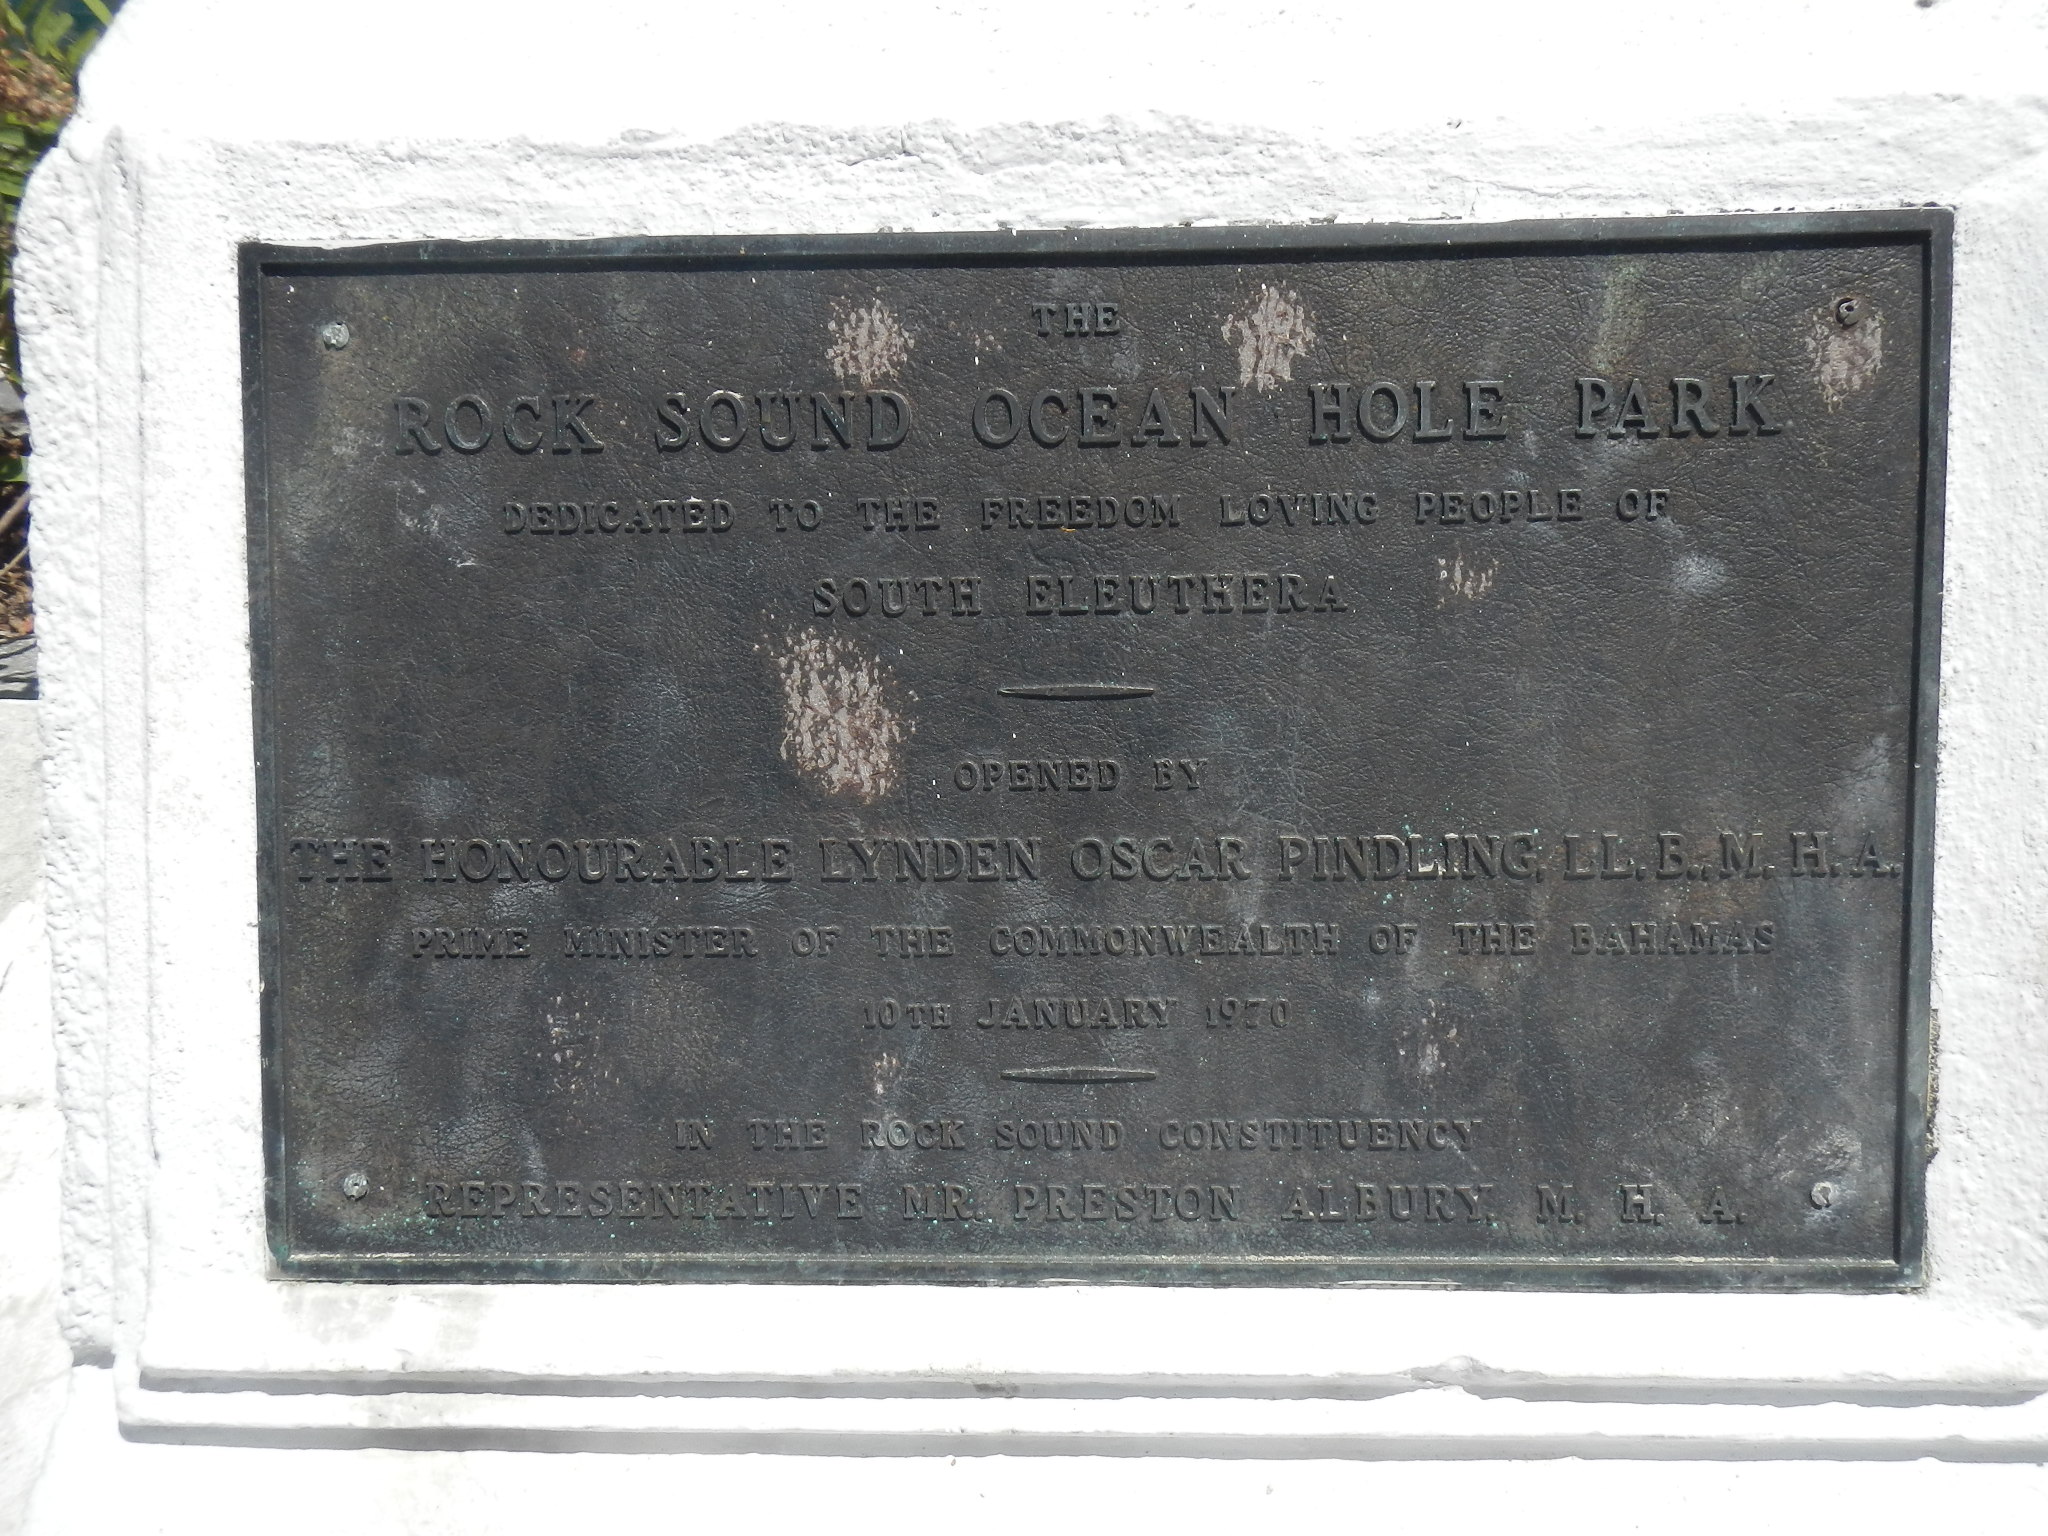 THE
ROCK SOUND OCEAN HOLE PARK
DEDICATED TO THE FREEDOM LOVING PEOPLE OF
SOUTH ELEUTHERA
OPENED BY
THE HONOURABLE LYNDEN OSCAR PINDLING, LL. B., M. H. A.
PRIME MINISTER OF THE COMMONWEALTH OF THE BAHAMAS
10TH JANUARY 1970
IN THE ROCK SOUND CONSTITUENCY
REPRESENTATIVE MR. PRESTON ALBURY, M. H. A.